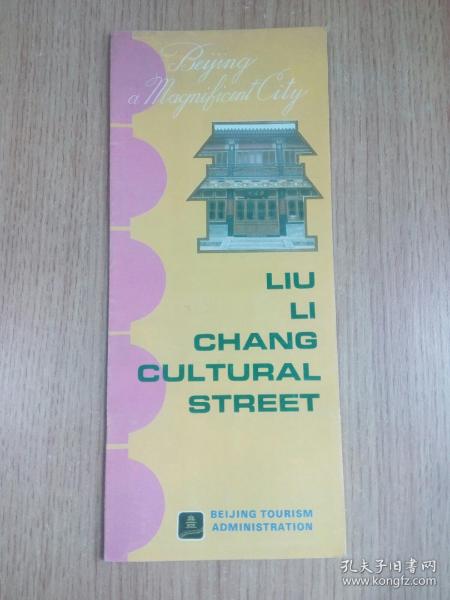 Beijing
a Magnificent City
LIU
LI
CHANG
CULTURAL
STREET
BEIJING TOURISM
ADMINISTRATION
孔夫子旧书网
www.kongfz.com